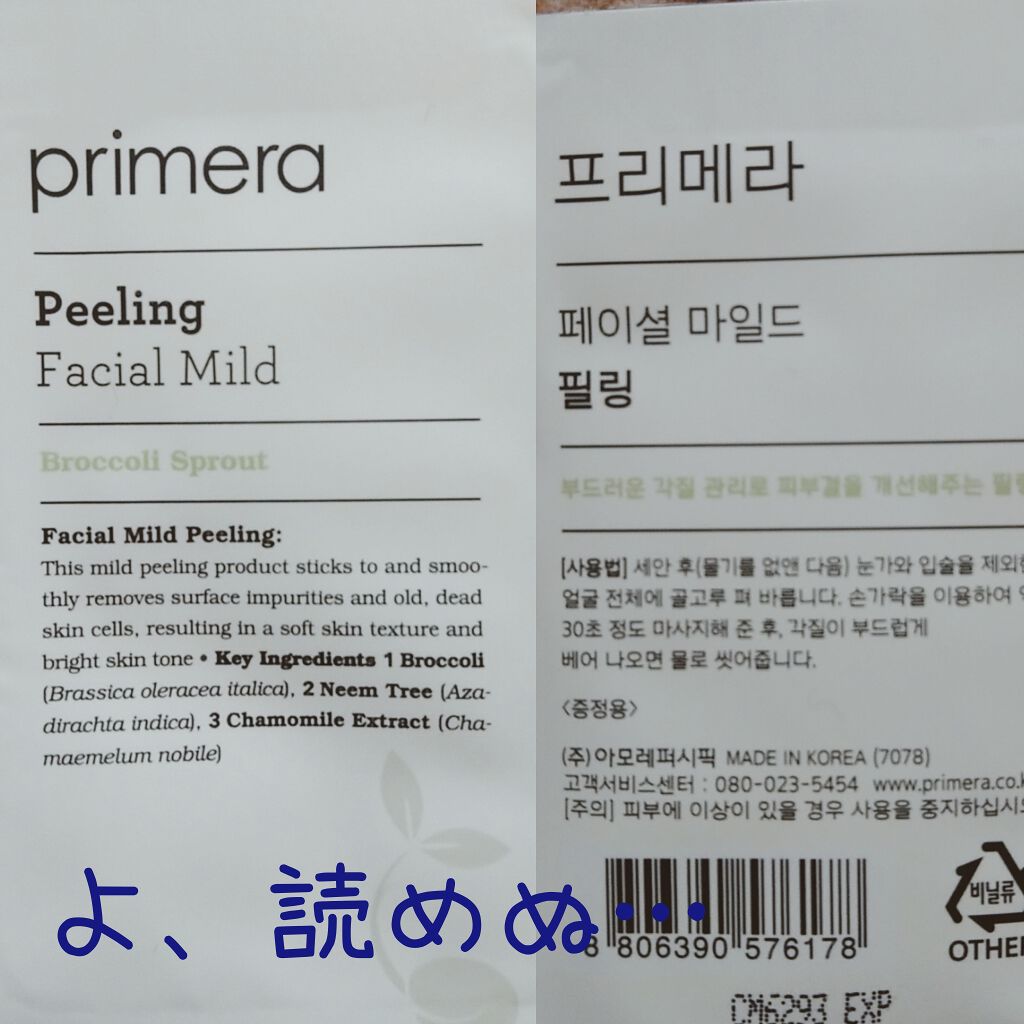 primera
Peeling
Facial Mild
Broccoli Sprout
Facial Mild Peeling:
This mild peeling product sticks to and smoo-
thly removes surface impurities and old, dead
skin cells, resulting in a soft skin texture and
bright skin tone • Key Ingredients 1 Broccoli
(Brassica oleracea italica), 2 Neem Tree (Aza-
dirachta indica), 3 Chamomile Extract (Cha-
maemelum nobile)
프리메라
페이셜 마일드
필링
부드러운 각질 관리로 피부결을 개선해주는 필링
[사용법] 세안 후(물기를 없앤 다음) 눈가와 입술을 제외한
얼굴 전체에 골고루 펴 바릅니다. 손가락을 이용하여
30초 정도 마사지해 준 후, 각질이 부드럽게
베어 나오면 물로 씻어줍니다.
<증정용>
(주)아모레퍼시픽 MADE IN KOREA (7078)
고객서비스센터 : 080-023-5454 www.primera.co.k
[주의] 피부에 이상이 있을 경우 사용을 중지하십시오
비닐류
OTHER
8 806390 576178
CM6293 EXP
よ、読めぬ…